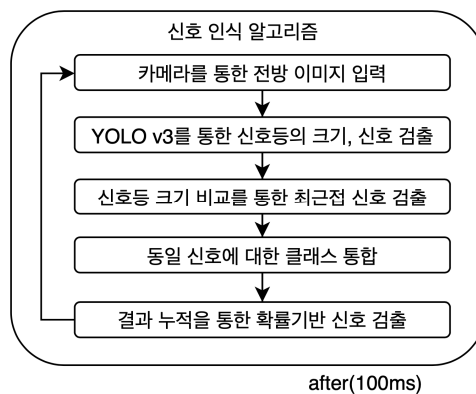 신호 인식 알고리즘
카메라를 통한 전방 이미지 입력
YOLO v3를 통한 신호등의 크기, 신호 검출
신호등 크기 비교를 통한 최근접 신호 검출
동일 신호에 대한 클래스 통합
결과 누적을 통한 확률기반 신호 검출
after(100ms)